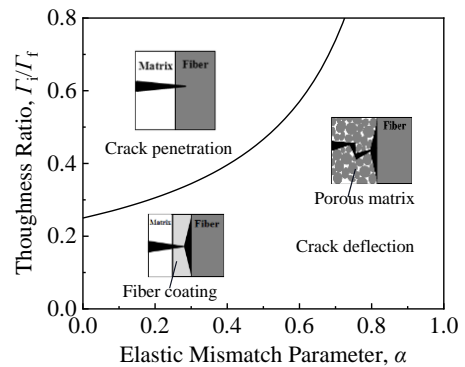 Thoughness Ratio, Γi/Γf
0.8
0.6
0.4
0.2
0.0
Matrix Fiber
Crack penetration
Fiber
Porous matrix
Matrix Fiber
Fiber coating
Crack deflection
0.0 0.2 0.4 0.6 0.8 1.0
Elastic Mismatch Parameter, α